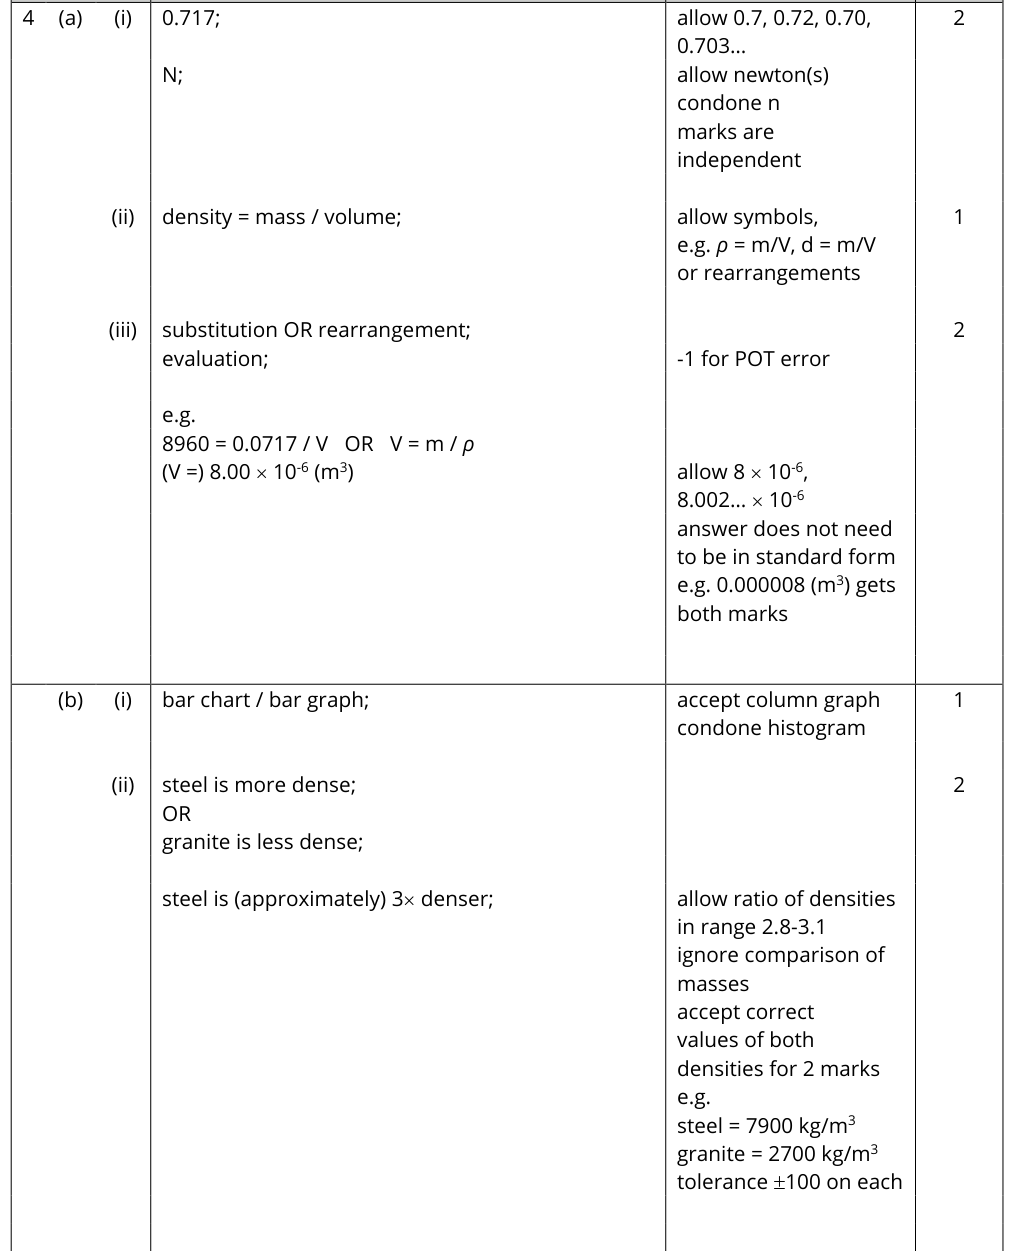 4 (a) (i) 0.717; allow 0.7, 0.72, 0.70, 2
0.703...
N; allow newton(s)
condone n
marks are
independent
(ii) density = mass / volume; allow symbols, 1
e.g. ρ = m/V, d = m/V
or rearrangements
(iii) substitution OR rearrangement; 2
evaluation; -1 for POT error
e.g.
8960 = 0.0717 / V OR V = m / ρ
(V =) 8.00 × 10⁻⁶ (m³) allow 8 × 10⁻⁶,
8.002... × 10⁻⁶
answer does not need
to be in standard form
e.g. 0.000008 (m³) gets
both marks
(b) (i) bar chart / bar graph; accept column graph 1
condone histogram
(ii) steel is more dense; 2
OR
granite is less dense;
steel is (approximately) 3× denser; allow ratio of densities
in range 2.8-3.1
ignore comparison of
masses
accept correct
values of both
densities for 2 marks
e.g.
steel = 7900 kg/m³
granite = 2700 kg/m³
tolerance ±100 on each